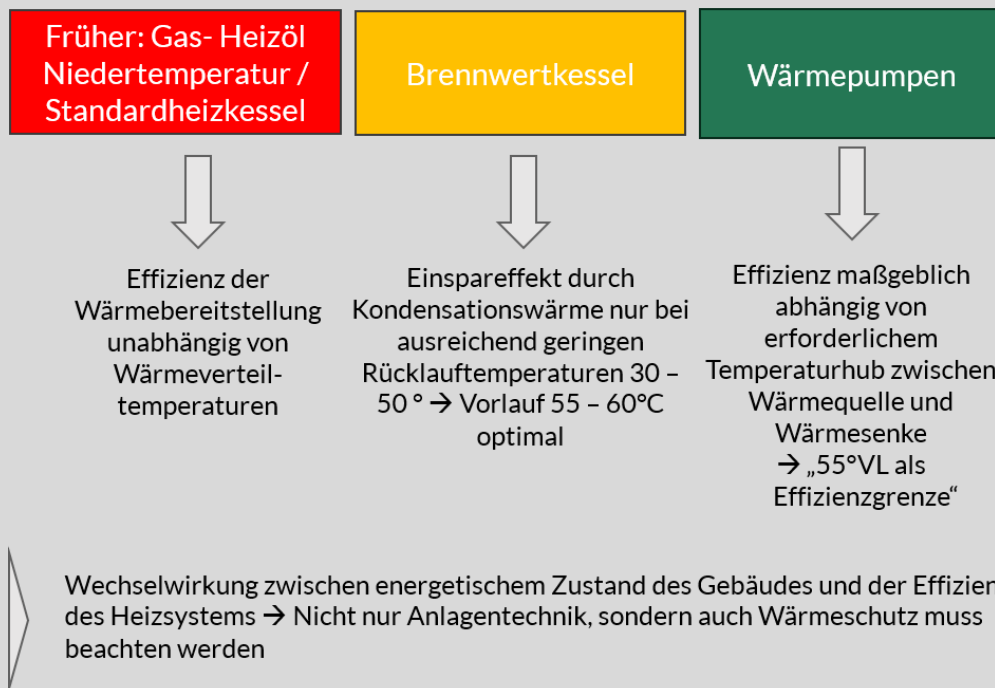 Früher: Gas- Heizöl
Niedertemperatur /
Standardheizkessel
Brennwertkessel
Wärmepumpen
Effizienz der
Wärmebereitstellung
unabhängig von
Wärmeverteil-
temperaturen
Einspareffekt durch
Kondensationswärme nur bei
ausreichend geringen
Rücklauftemperaturen 30 –
50 ° → Vorlauf 55 – 60°C
optimal
Effizienz maßgeblich
abhängig von
erforderlichem
Temperaturhub zwischen
Wärmequelle und
Wärmesenke
→ „55°VL als
Effizienzgrenze“
Wechselwirkung zwischen energetischem Zustand des Gebäudes und der Effizien
des Heizsystems → Nicht nur Anlagentechnik, sondern auch Wärmeschutz muss
beachten werden